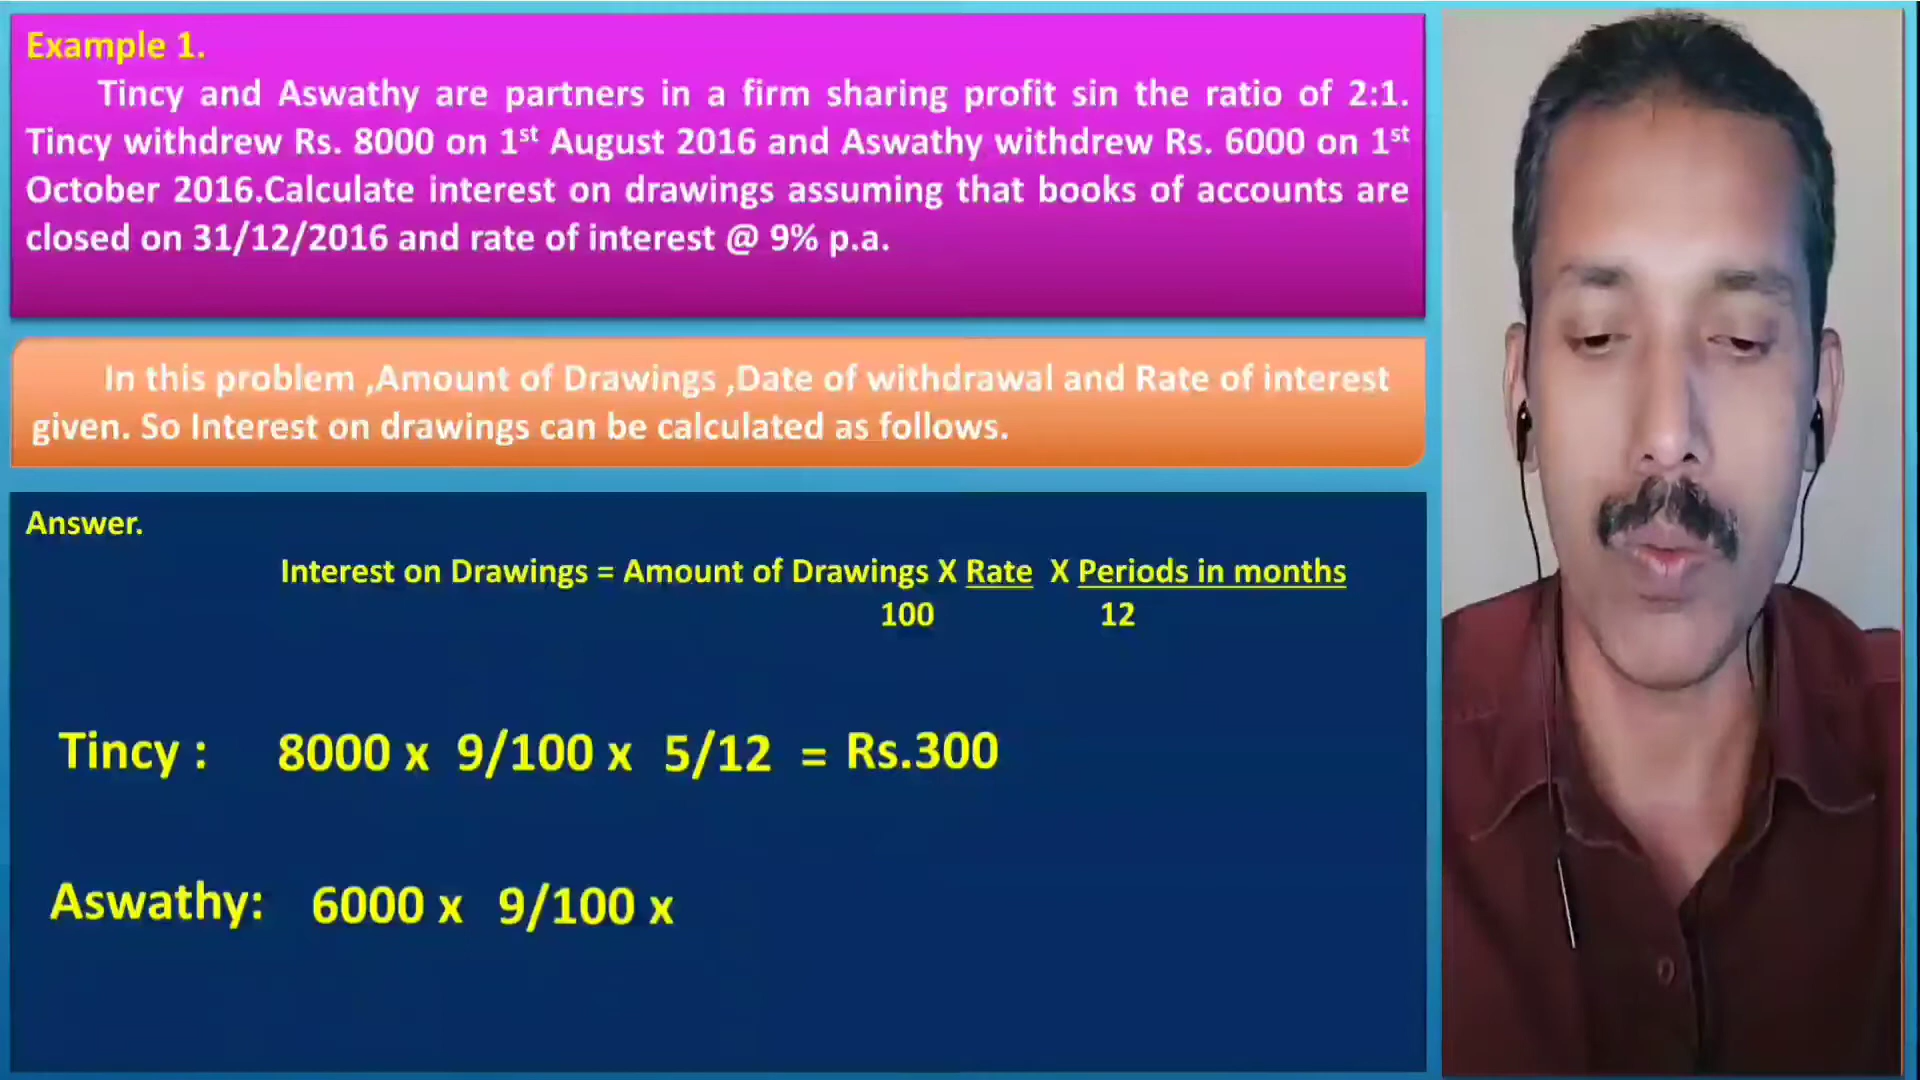 Example 1.
Tincy and Aswathy are partners in a firm sharing profit sin the ratio of 2:1.
Tincy withdrew Rs. 8000 on 1st August 2016 and Aswathy withdrew Rs. 6000 on 1st
October 2016.Calculate interest on drawings assuming that books of accounts are
closed on 31/12/2016 and rate of interest @ 9% p.a.
In this problem ,Amount of Drawings ,Date of withdrawal and Rate of interest
given. So Interest on drawings can be calculated as follows.
Answer.
Interest on Drawings = Amount of Drawings X Rate X Periods in months
100 12
Tincy : 8000 x 9/100 x 5/12 = Rs.300
Aswathy: 6000 x 9/100 x